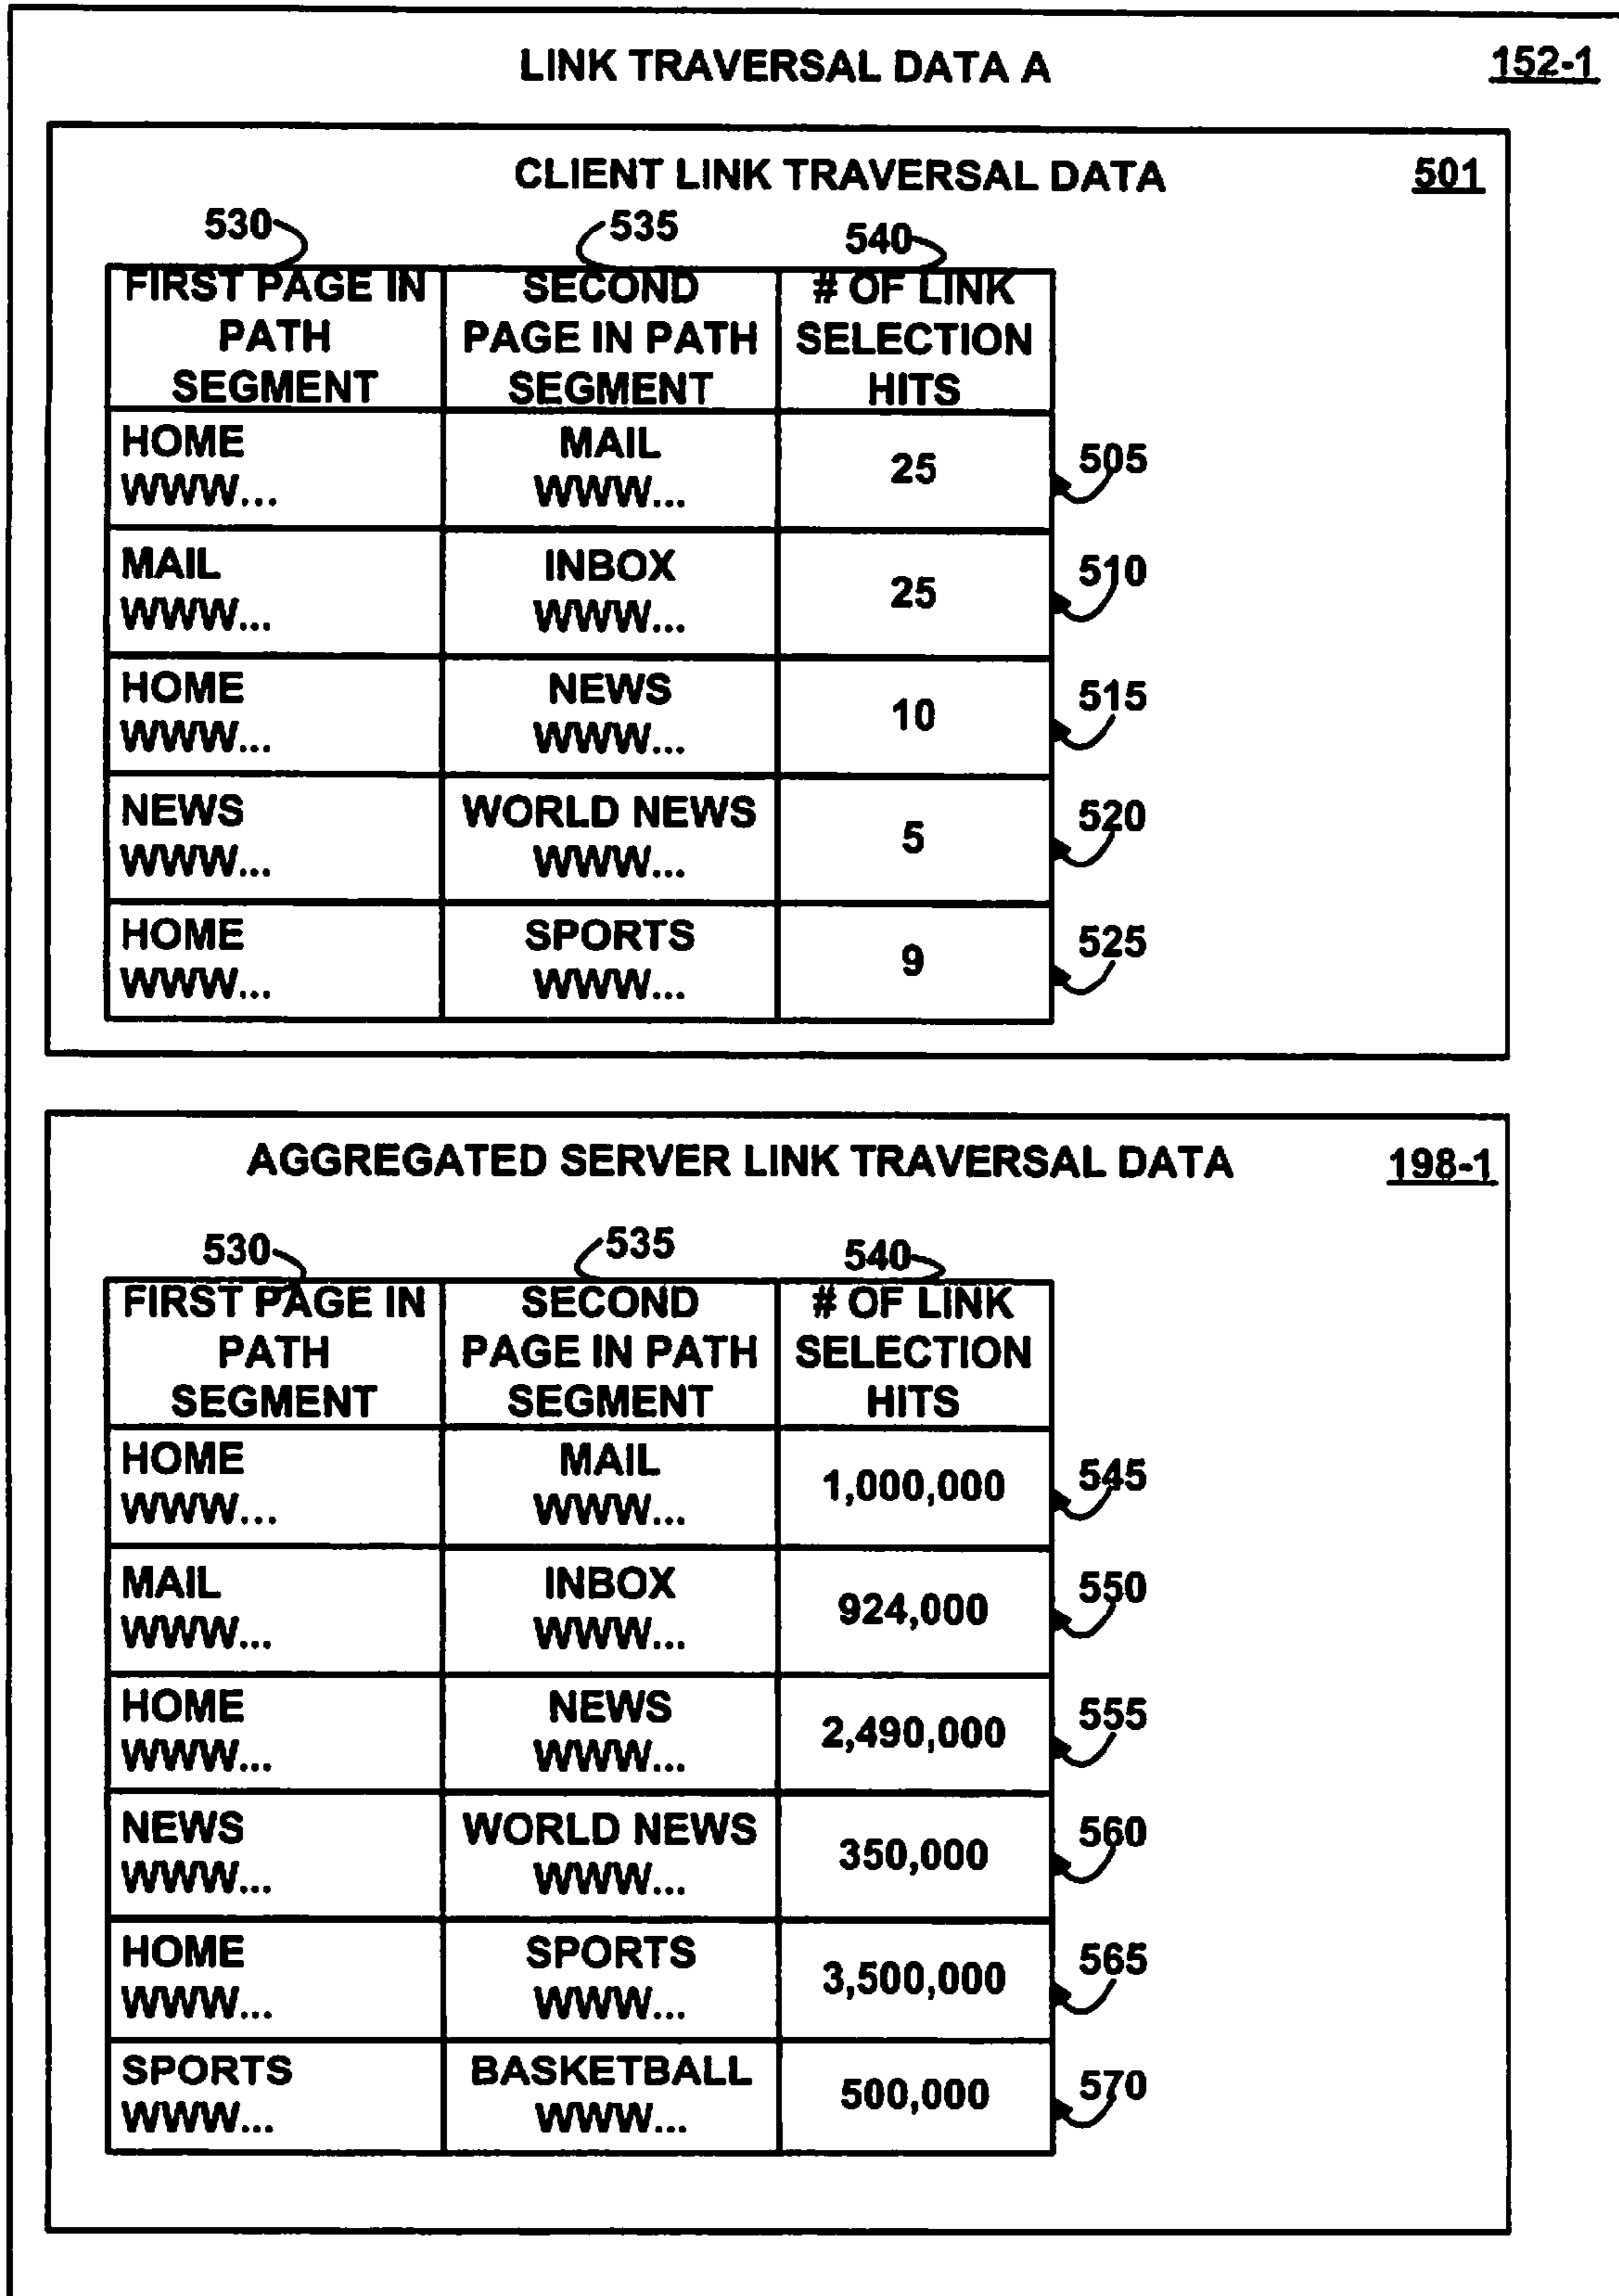 LINK TRAVERSAL DATA A
152-1
CLIENT LINK TRAVERSAL DATA
501
530
535
540
FIRST PAGE IN
PATH
SEGMENT
SECOND
PAGE IN PATH
SEGMENT
# OF LINK
SELECTION
HITS
HOME
WWW...
MAIL
WWW...
25
505
MAIL
WWW...
INBOX
WWW...
25
510
HOME
WWW...
NEWS
WWW...
10
515
NEWS
WWW...
WORLD NEWS
WWW...
5
520
HOME
WWW...
SPORTS
WWW...
9
525
AGGREGATED SERVER LINK TRAVERSAL DATA
198-1
530
535
540
FIRST PAGE IN
PATH
SEGMENT
SECOND
PAGE IN PATH
SEGMENT
# OF LINK
SELECTION
HITS
HOME
WWW...
MAIL
WWW...
1,000,000
545
MAIL
WWW...
INBOX
WWW...
924,000
550
HOME
WWW...
NEWS
WWW...
2,490,000
555
NEWS
WWW...
WORLD NEWS
WWW...
350,000
560
HOME
WWW...
SPORTS
WWW...
3,500,000
565
SPORTS
WWW...
BASKETBALL
WWW...
500,000
570